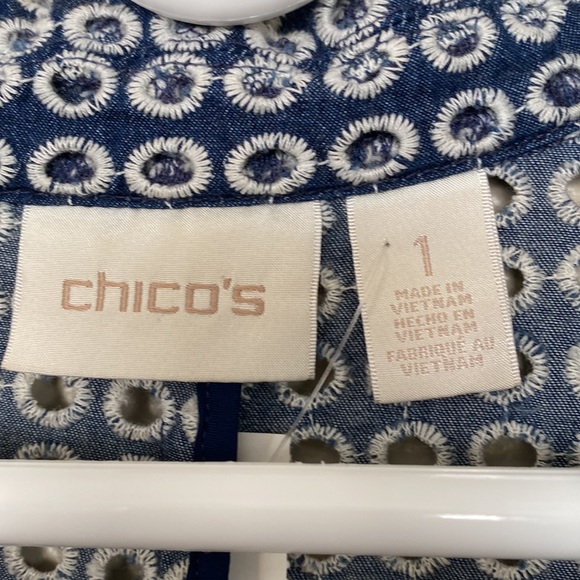 chico's
1
MADE IN
VIETNAM
HECHO EN
VIETNAM
FABRIQUÉ AU
VIETNAM